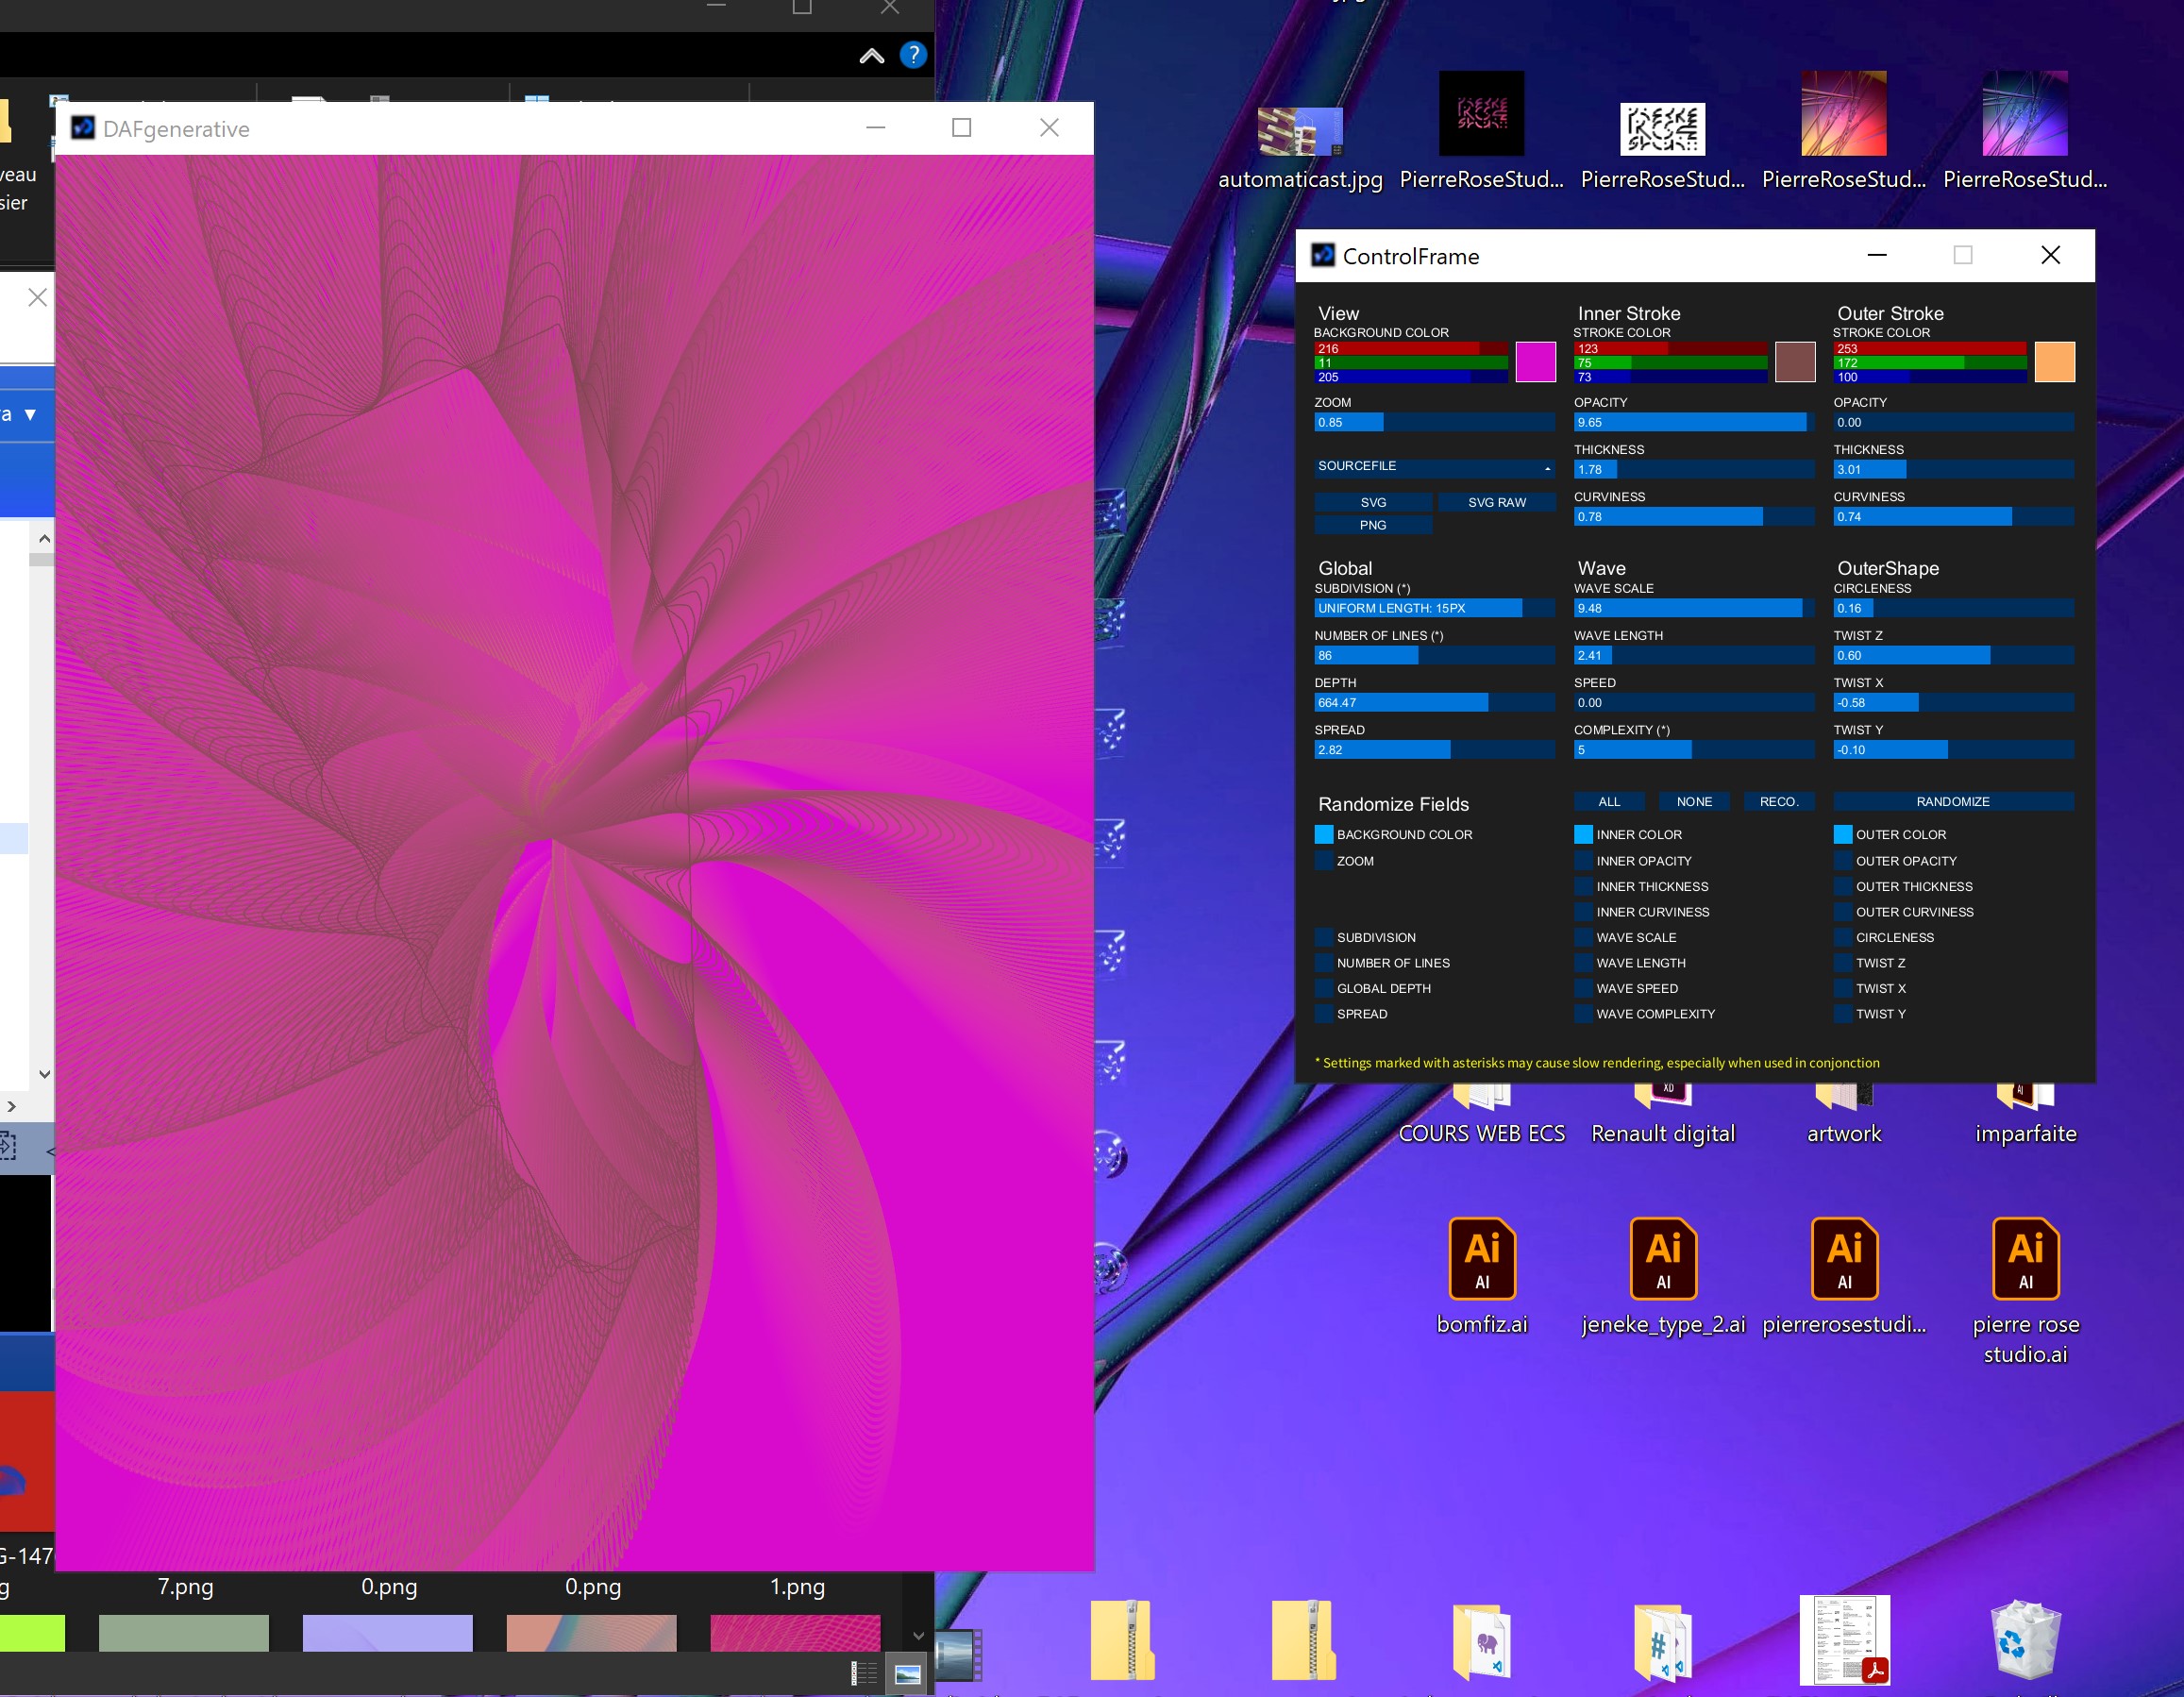 automaticast.jpg
PierreRoseStud...
PierreRoseStud...
PierreRoseStud...
PierreRoseStud...
veau
sier
DAFgenerative
ControlFrame
View
BACKGROUND COLOR
216
11
205
ZOOM
0.85
SOURCEFILE
SVG
SVG RAW
PNG
Inner Stroke
STROKE COLOR
123
75
73
OPACITY
9.65
THICKNESS
1.78
CURVINESS
0.78
Outer Stroke
STROKE COLOR
253
172
100
OPACITY
0.00
THICKNESS
3.01
CURVINESS
0.74
Global
SUBDIVISION (*)
UNIFORM LENGTH: 15PX
NUMBER OF LINES (*)
86
DEPTH
664.47
SPREAD
2.82
Wave
WAVE SCALE
9.48
WAVE LENGTH
2.41
SPEED
0.00
COMPLEXITY (*)
5
OuterShape
CIRCLENESS
0.16
TWIST Z
0.60
TWIST X
-0.58
TWIST Y
-0.10
Randomize Fields
ALL
NONE
RECO.
RANDOMIZE
BACKGROUND COLOR
ZOOM
SUBDIVISION
NUMBER OF LINES
GLOBAL DEPTH
SPREAD
INNER COLOR
INNER OPACITY
INNER THICKNESS
INNER CURVINESS
WAVE SCALE
WAVE LENGTH
WAVE SPEED
WAVE COMPLEXITY
OUTER COLOR
OUTER OPACITY
OUTER THICKNESS
OUTER CURVINESS
CIRCLENESS
TWIST Z
TWIST X
TWIST Y
* Settings marked with asterisks may cause slow rendering, especially when used in conjonction
COURS WEB ECS
Renault digital
artwork
imparfaite
Ai
AI
bomfiz.ai
Ai
AI
jeneke_type_2.ai
Ai
AI
pierrerosestudi...
Ai
AI
pierre rose
studio.ai
G-147
g
7.png
0.png
0.png
1.png